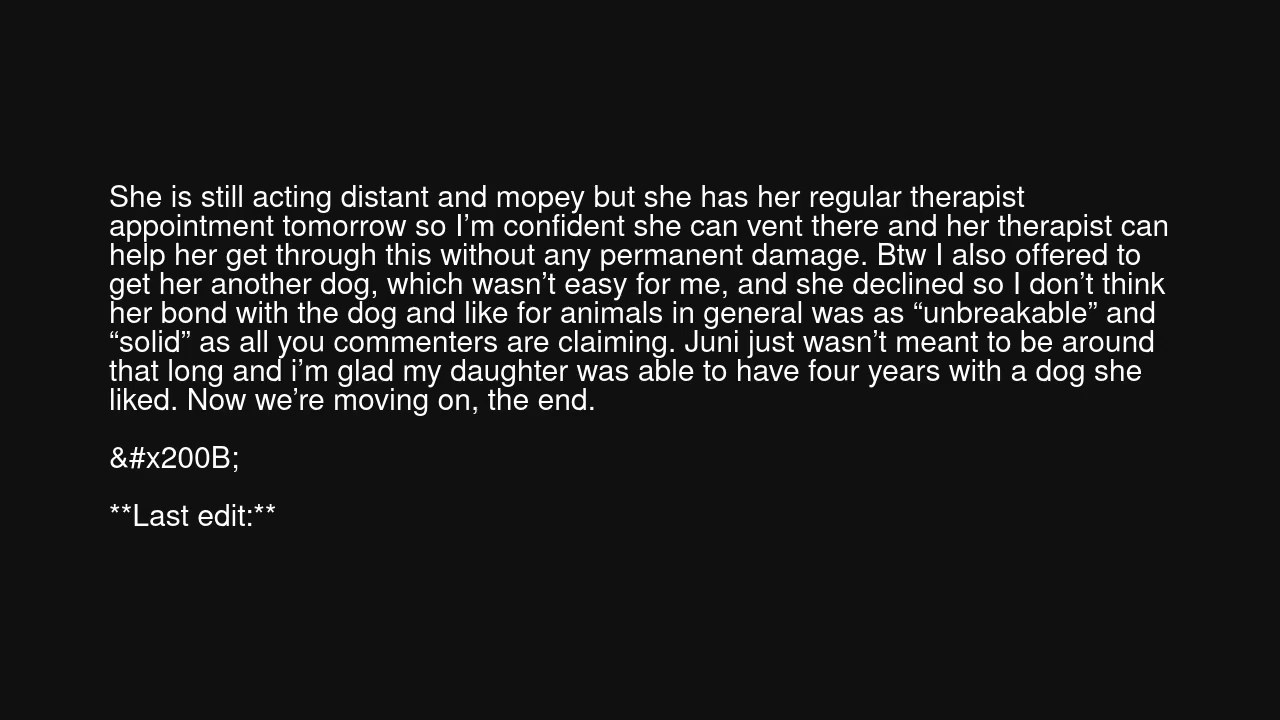 She is still acting distant and mopey but she has her regular therapist
appointment tomorrow so I’m confident she can vent there and her therapist can
help her get through this without any permanent damage. Btw I also offered to
get her another dog, which wasn’t easy for me, and she declined so I don’t think
her bond with the dog and like for animals in general was as “unbreakable” and
“solid” as all you commenters are claiming. Juni just wasn’t meant to be around
that long and i’m glad my daughter was able to have four years with a dog she
liked. Now we’re moving on, the end.
&#x200B;
**Last edit:**